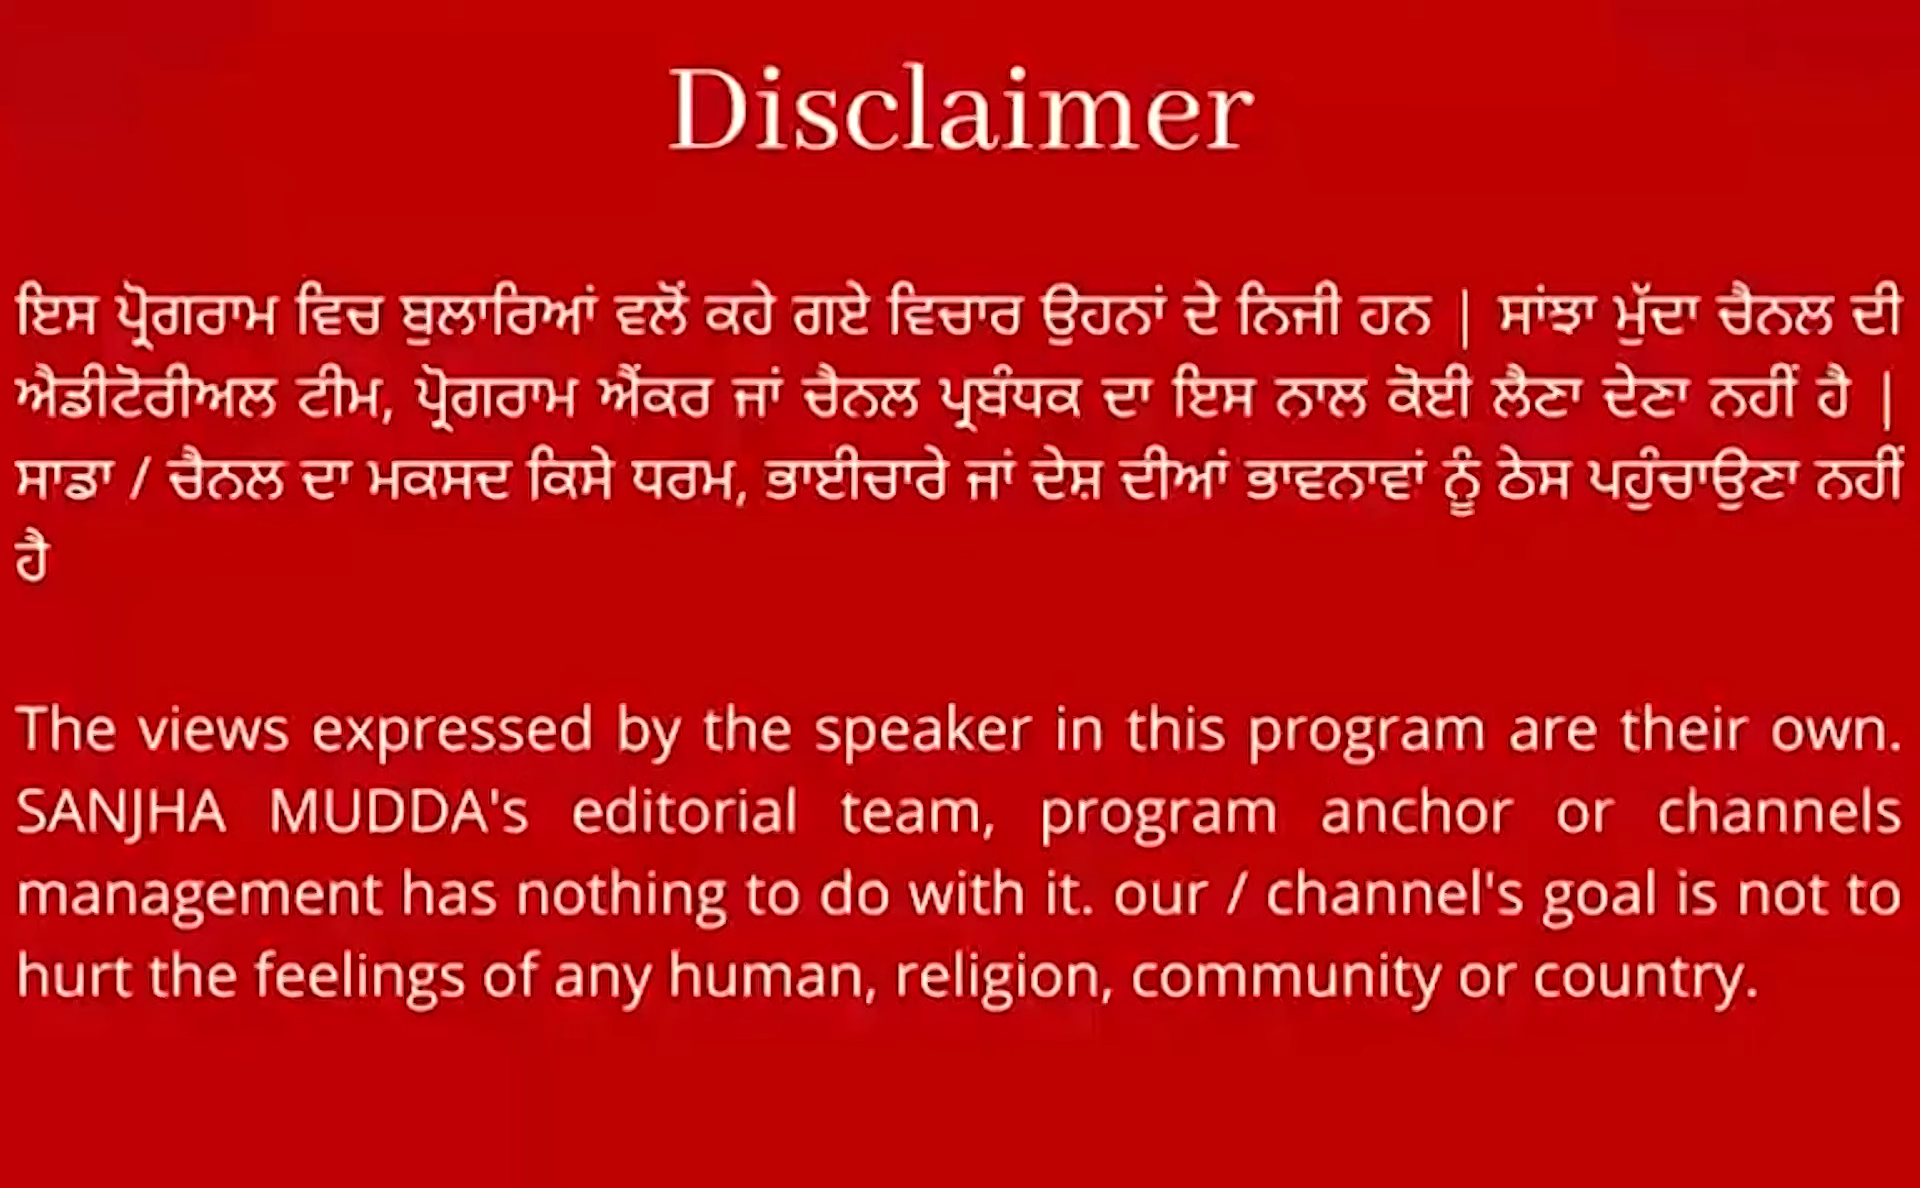 Disclaimer
ਇਸ ਪ੍ਰੋਗਰਾਮ ਵਿਚ ਬੁਲਾਰਿਆਂ ਵਲੋਂ ਕਹੇ ਗਏ ਵਿਚਾਰ ਉਹਨਾਂ ਦੇ ਨਿਜੀ ਹਨ | ਸਾਂਝਾ ਮੁੱਦਾ ਚੈਨਲ ਦੀ
ਐਡੀਟੋਰੀਅਲ ਟੀਮ, ਪ੍ਰੋਗਰਾਮ ਐਂਕਰ ਜਾਂ ਚੈਨਲ ਪ੍ਰਬੰਧਕ ਦਾ ਇਸ ਨਾਲ ਕੋਈ ਲੈਣਾ ਦੇਣਾ ਨਹੀਂ ਹੈ |
ਸਾਡਾ / ਚੈਨਲ ਦਾ ਮਕਸਦ ਕਿਸੇ ਧਰਮ, ਭਾਈਚਾਰੇ ਜਾਂ ਦੇਸ਼ ਦੀਆਂ ਭਾਵਨਾਵਾਂ ਨੂੰ ਠੇਸ ਪਹੁੰਚਾਉਣਾ ਨਹੀਂ
ਹੈ
The views expressed by the speaker in this program are their own.
SANJHA MUDDA's editorial team, program anchor or channels
management has nothing to do with it. our / channel's goal is not to
hurt the feelings of any human, religion, community or country.